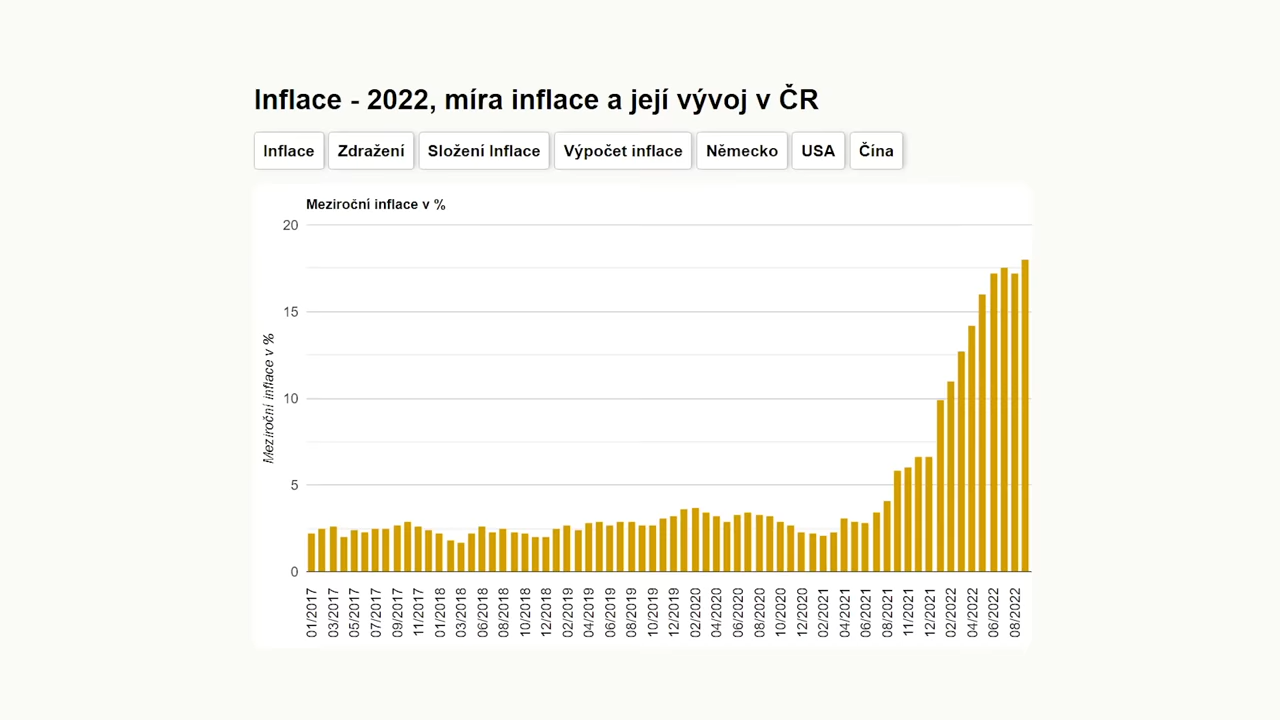 Inflace - 2022, míra inflace a její vývoj v ČR
Inflace Zdražení Složení Inflace Výpočet inflace Německo USA Čína
Meziroční inflace v %
20
15
10
5
0
Meziroční inflace v %
01/2017 03/2017 05/2017 07/2017 09/2017 11/2017 01/2018 03/2018 06/2018 08/2018 10/2018 12/2018 02/2019 04/2019 06/2019 08/2019 10/2019 12/2019 02/2020 04/2020 06/2020 08/2020 10/2020 12/2020 02/2021 04/2021 06/2021 08/2021 11/2021 12/2021 02/2022 04/2022 06/2022 08/2022